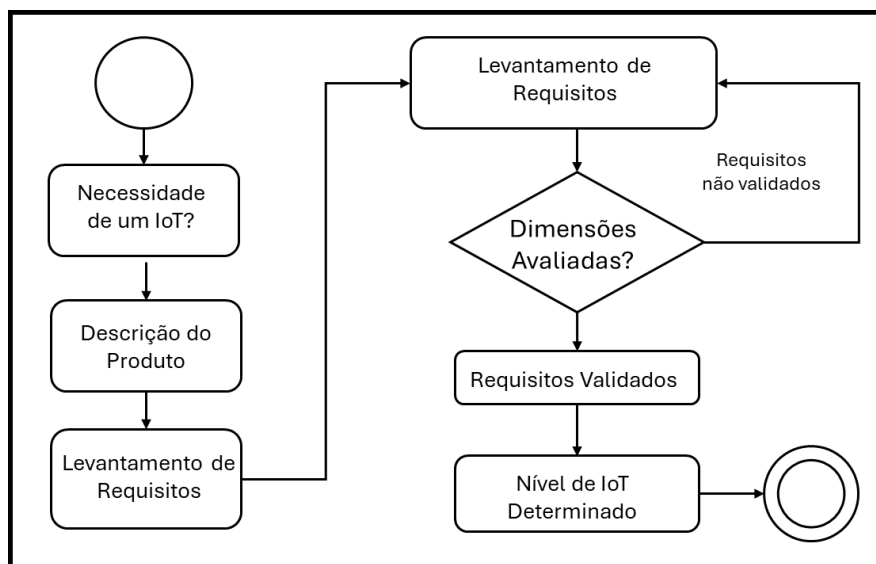 Necessidade
de um IoT?
Descrição do
Produto
Levantamento de
Requisitos
Levantamento de
Requisitos
Requisitos
não validados
Dimensões
Avaliadas?
Requisitos Validados
Nível de IoT
Determinado